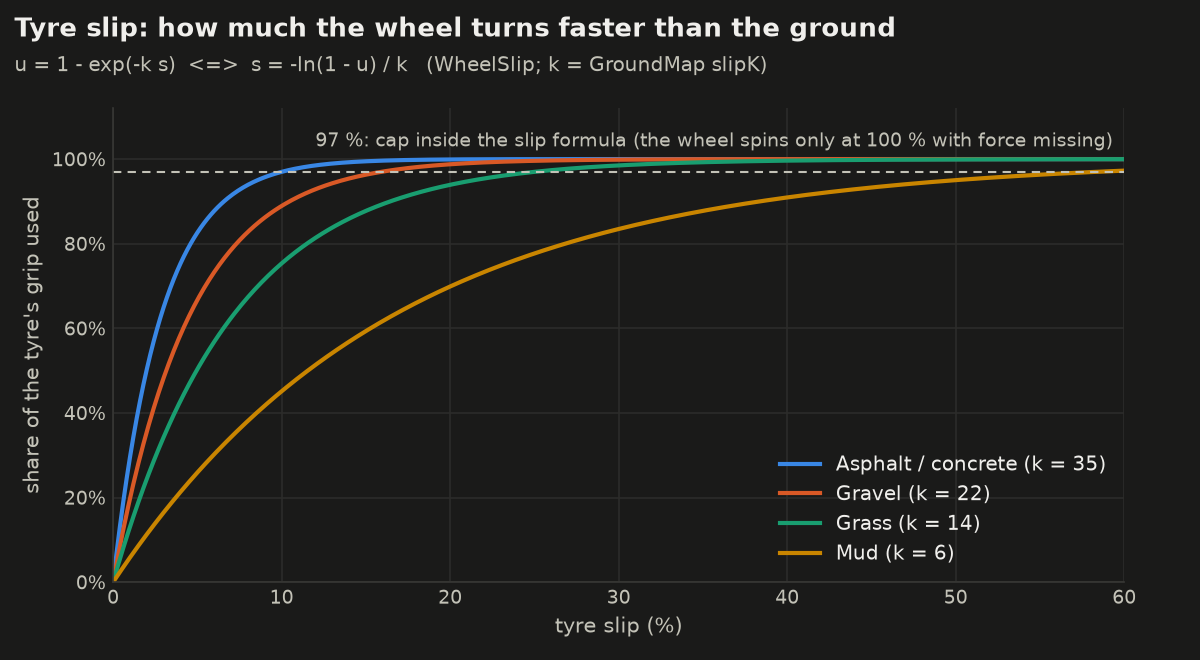 Tyre slip: how much the wheel turns faster than the ground
u = 1 - exp(-k s)  <=>  s = -ln(1 - u) / k   (WheelSlip; k = GroundMap slipK)
97 %: cap inside the slip formula (the wheel spins only at 100 % with force missing)
share of the tyre's grip used
100%
80%
60%
40%
20%
0%
Asphalt / concrete (k = 35)
Gravel (k = 22)
Grass (k = 14)
Mud (k = 6)
0 10 20 30 40 50 60
tyre slip (%)